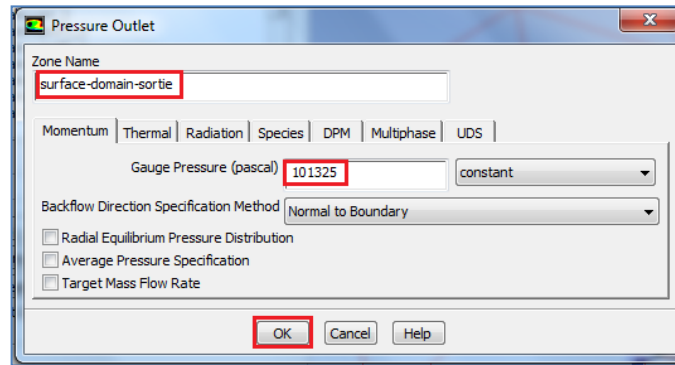 Pressure Outlet
Zone Name
surface-domain-sortie
Momentum Thermal Radiation Species DPM Multiphase UDS
Gauge Pressure (pascal) 101325 constant
Backflow Direction Specification Method Normal to Boundary
Radial Equilibrium Pressure Distribution
Average Pressure Specification
Target Mass Flow Rate
OK Cancel Help